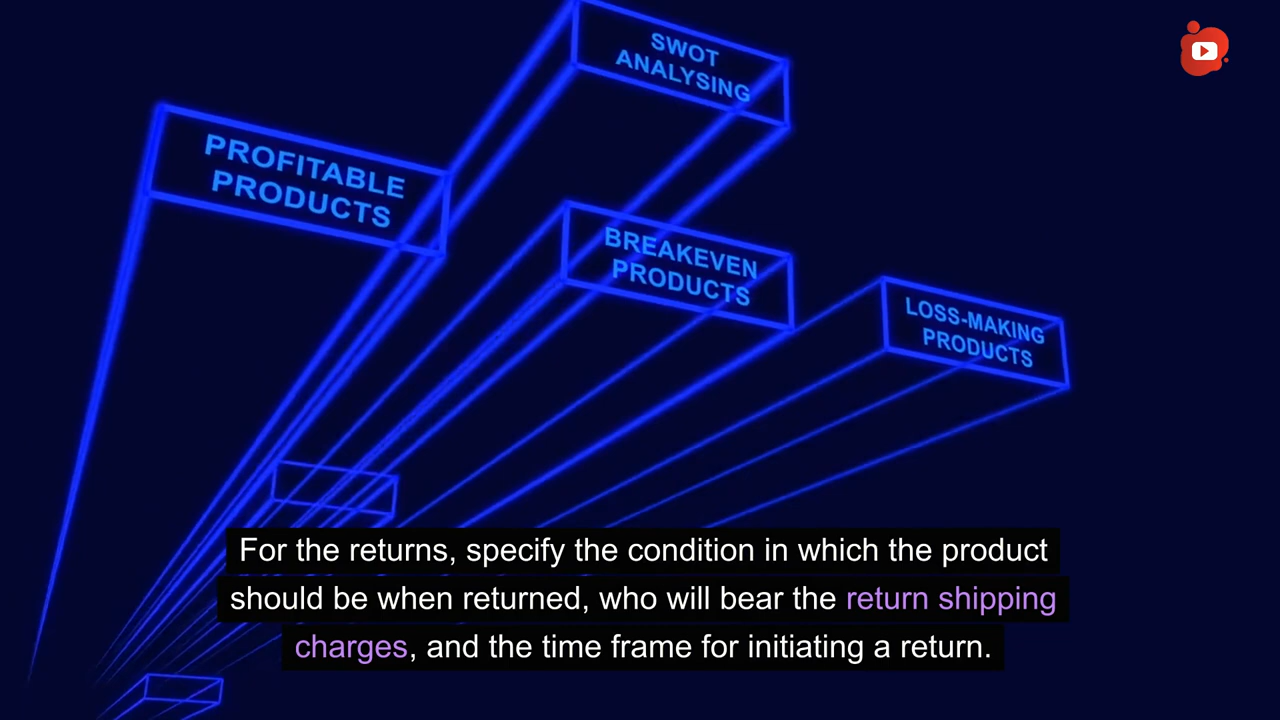 SWOT
ANALYSING
PROFITABLE
PRODUCTS
BREAKEVEN
PRODUCTS
LOSS-MAKING
PRODUCTS
For the returns, specify the condition in which the product
should be when returned, who will bear the return shipping
charges, and the time frame for initiating a return.